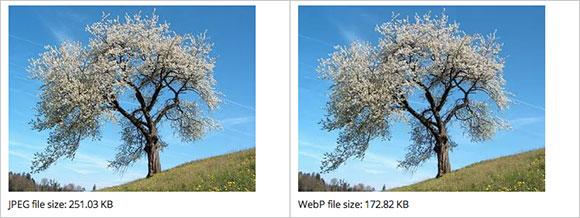 JPEG file size: 251.03 KB
WebP file size: 172.82 KB